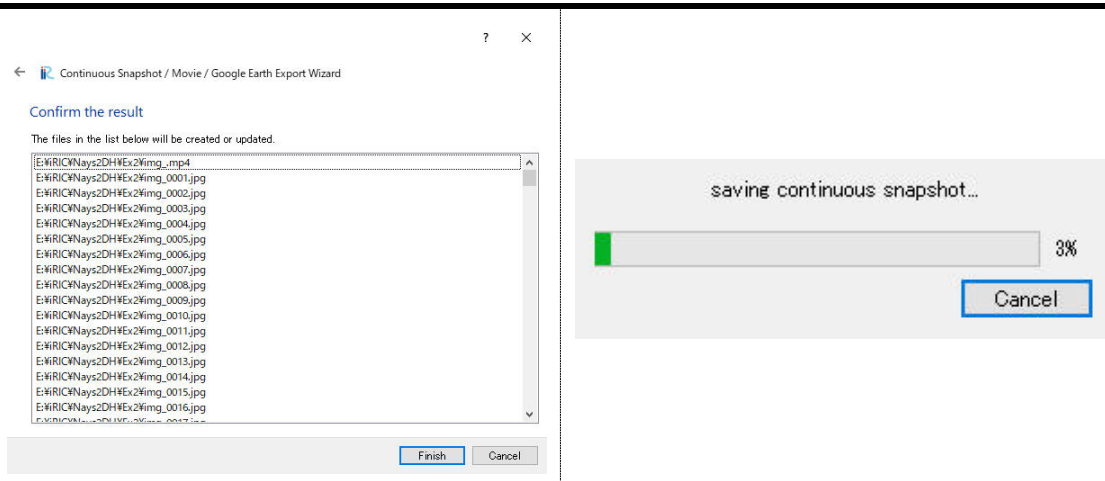 ? ×
← Continuous Snapshot / Movie / Google Earth Export Wizard
Confirm the result
The files in the list below will be created or updated.
E:¥iRIC¥Nays2DH¥Ex2¥img_.mp4
E:¥iRIC¥Nays2DH¥Ex2¥img_0001.jpg
E:¥iRIC¥Nays2DH¥Ex2¥img_0002.jpg
E:¥iRIC¥Nays2DH¥Ex2¥img_0003.jpg
E:¥iRIC¥Nays2DH¥Ex2¥img_0004.jpg
E:¥iRIC¥Nays2DH¥Ex2¥img_0005.jpg
E:¥iRIC¥Nays2DH¥Ex2¥img_0006.jpg
E:¥iRIC¥Nays2DH¥Ex2¥img_0007.jpg
E:¥iRIC¥Nays2DH¥Ex2¥img_0008.jpg
E:¥iRIC¥Nays2DH¥Ex2¥img_0009.jpg
E:¥iRIC¥Nays2DH¥Ex2¥img_0010.jpg
E:¥iRIC¥Nays2DH¥Ex2¥img_0011.jpg
E:¥iRIC¥Nays2DH¥Ex2¥img_0012.jpg
E:¥iRIC¥Nays2DH¥Ex2¥img_0013.jpg
E:¥iRIC¥Nays2DH¥Ex2¥img_0014.jpg
E:¥iRIC¥Nays2DH¥Ex2¥img_0015.jpg
E:¥iRIC¥Nays2DH¥Ex2¥img_0016.jpg
Finish Cancel
saving continuous snapshot...
3%
Cancel